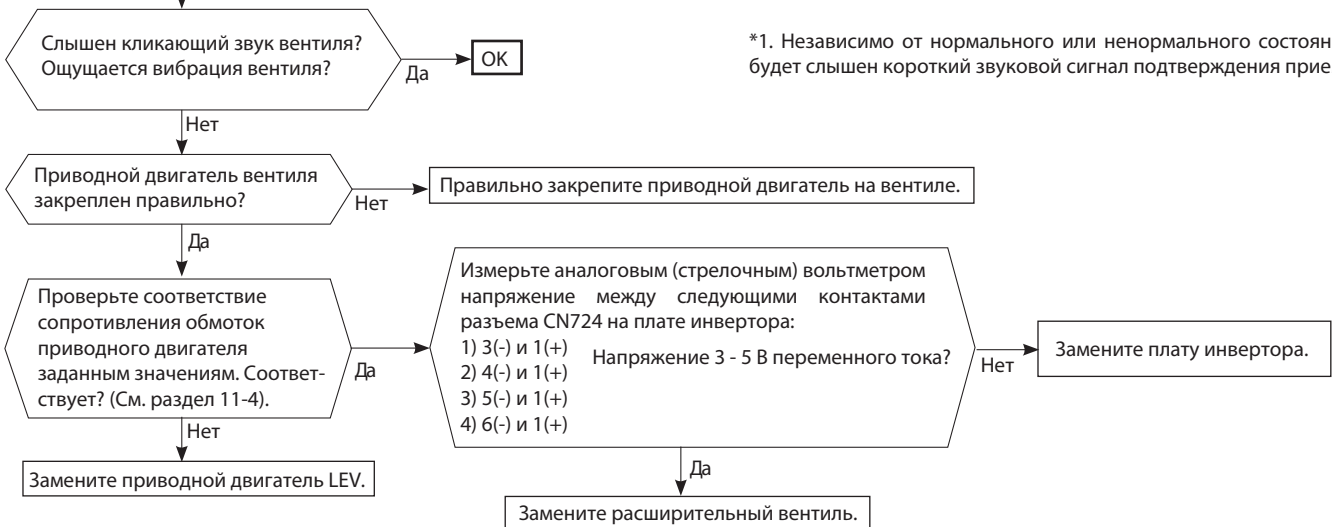 Слышен кликающий звук вентиля?
Ощущается вибрация вентиля?
Да
OK
*1. Независимо от нормального или ненормального состоян
будет слышен короткий звуковой сигнал подтверждения прие
Нет
Приводной двигатель вентиля
закреплен правильно?
Нет
Правильно закрепите приводной двигатель на вентиле.
Да
Проверьте соответствие
сопротивления обмоток
приводного двигателя
заданным значениям. Соответ-
ствует? (См. раздел 11-4).
Да
Измерьте аналоговым (стрелочным) вольтметром
напряжение между следующими контактами
разъема CN724 на плате инвертора:
1) 3(-) и 1(+)
2) 4(-) и 1(+)
3) 5(-) и 1(+)
4) 6(-) и 1(+)
Напряжение 3 - 5 В переменного тока?
Нет
Замените плату инвертора.
Нет
Замените приводной двигатель LEV.
Да
Замените расширительный вентиль.